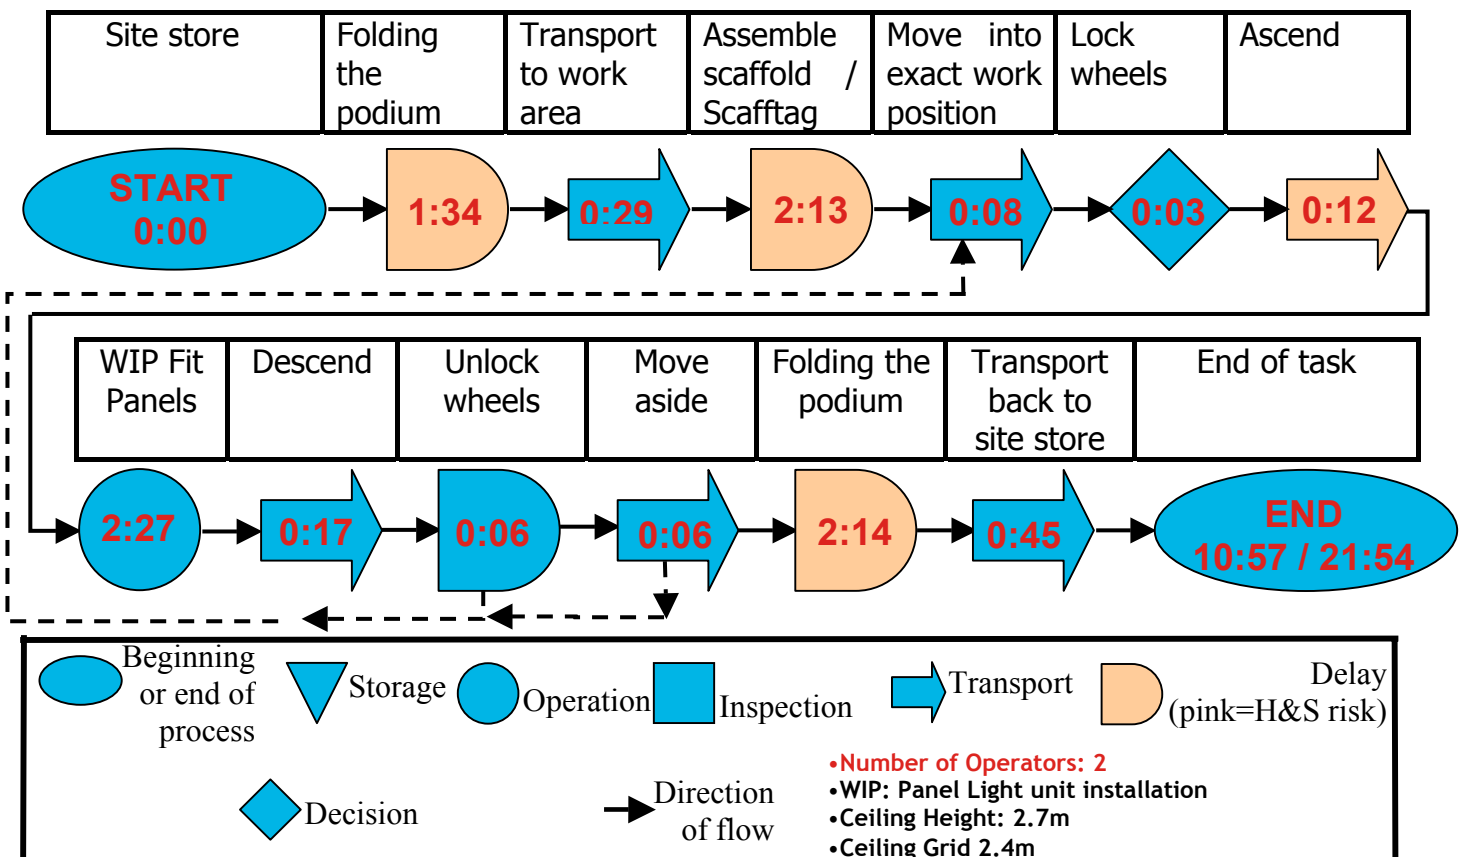 Site store
Folding
the
podium
Transport
to work
area
Assemble
scaffold /
Scafftag
Move into
exact work
position
Lock
wheels
Ascend
START
0:00
1:34
0:29
2:13
0:08
0:03
0:12
WIP Fit
Panels
Descend
Unlock
wheels
Move
aside
Folding the
podium
Transport
back to
site store
End of task
2:27
0:17
0:06
0:06
2:14
0:45
END
10:57 / 21:54
Beginning
or end of
process
Storage
Operation
Inspection
Transport
Delay
(pink=H&S risk)
Decision
Direction
of flow
•Number of Operators: 2
•WIP: Panel Light unit installation
•Ceiling Height: 2.7m
•Ceiling Grid 2.4m